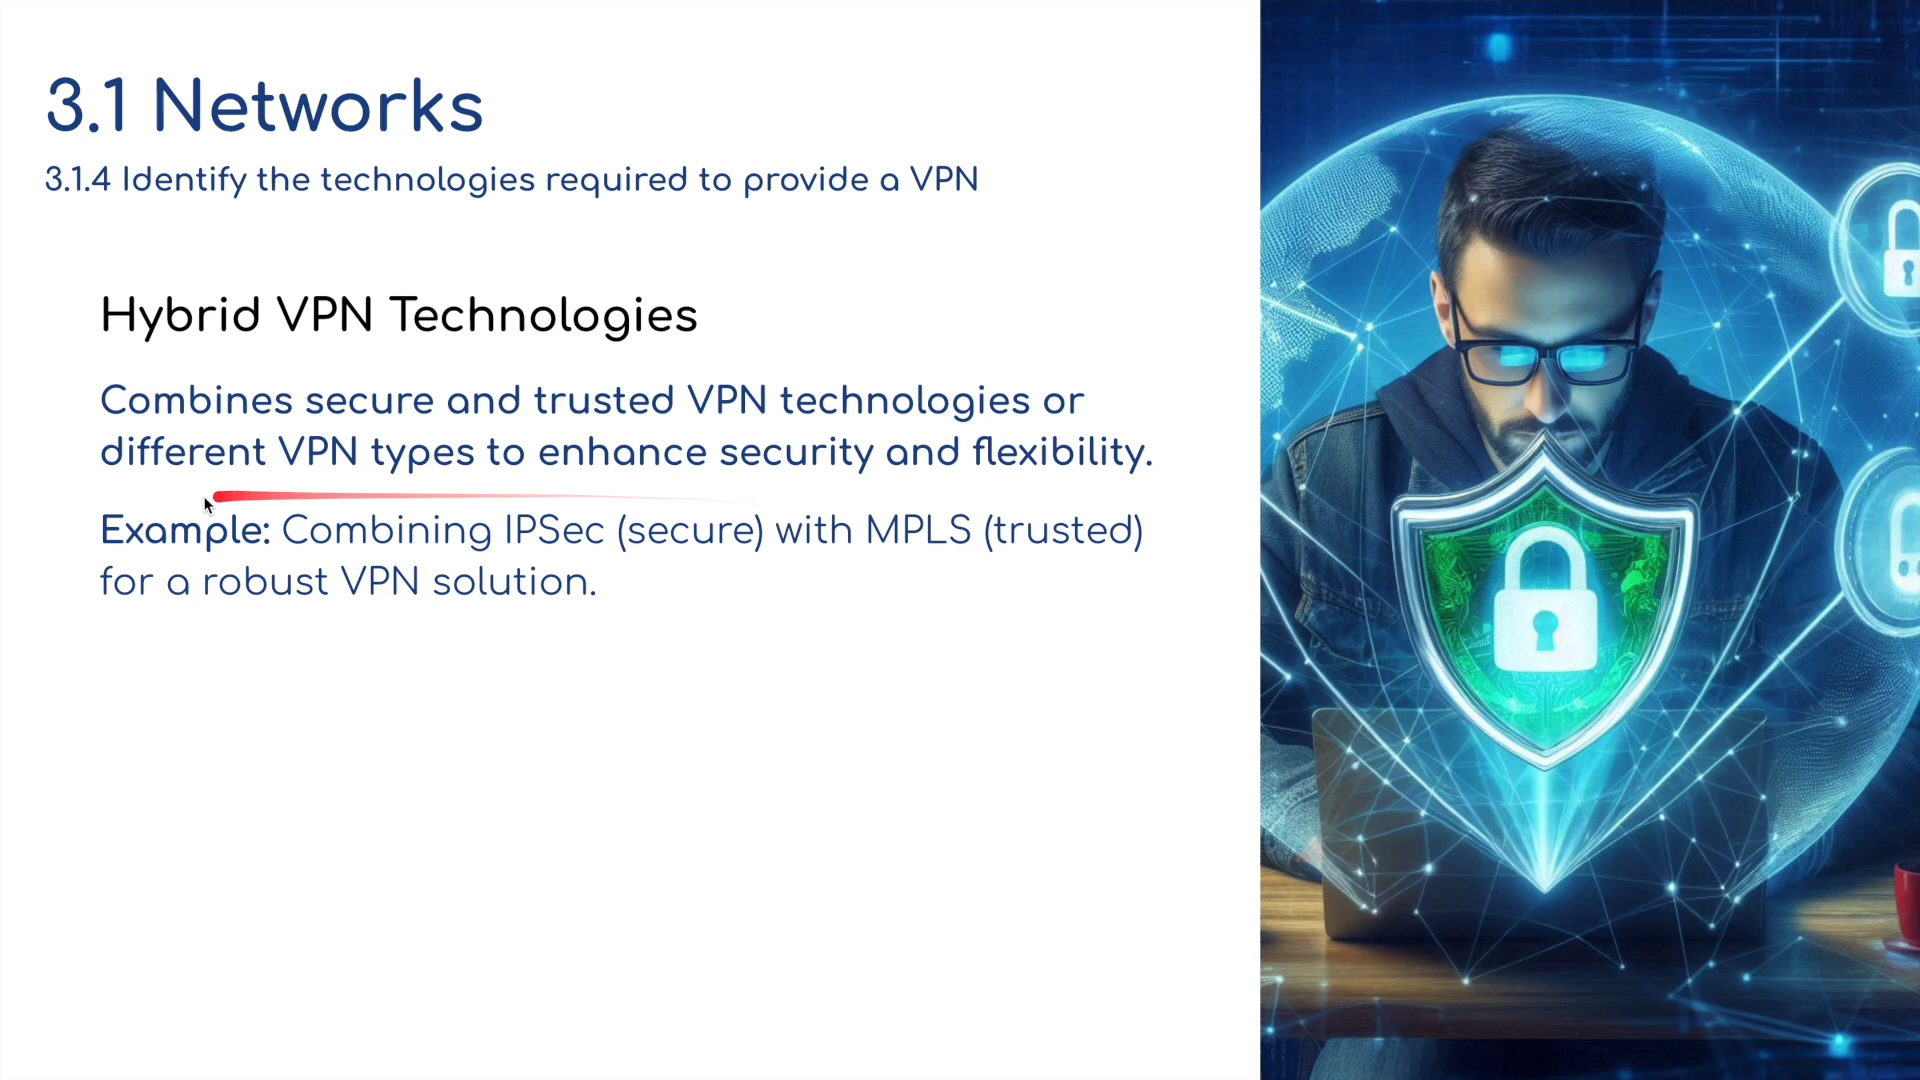 3.1 Networks
3.1.4 Identify the technologies required to provide a VPN
Hybrid VPN Technologies
Combines secure and trusted VPN technologies or
different VPN types to enhance security and flexibility.
Example: Combining IPSec (secure) with MPLS (trusted)
for a robust VPN solution.